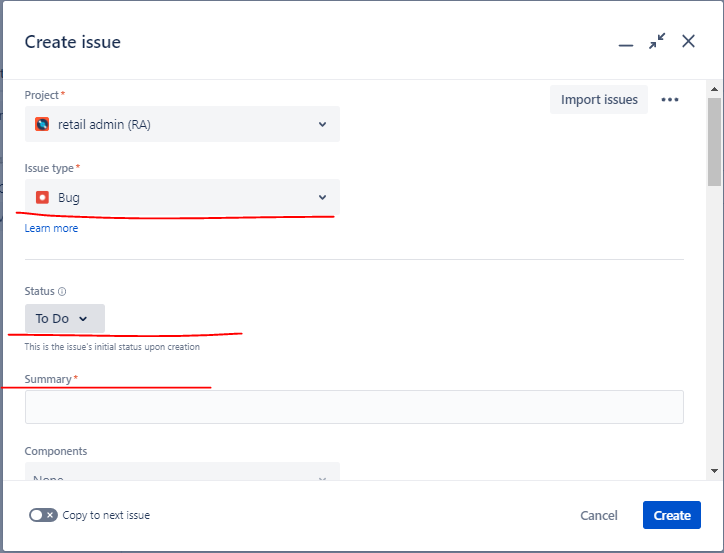 Create issue
Project *
Import issues
retail admin (RA)
Issue type *
Bug
Learn more
Status
To Do
This is the issue's initial status upon creation
Summary *
Components
None
Copy to next issue
Cancel
Create